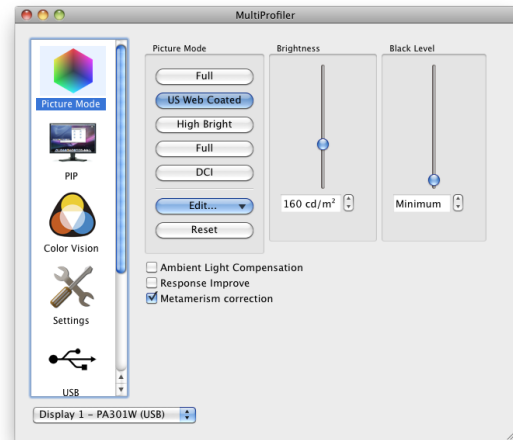 MultiProfiler
Picture Mode
PIP
Color Vision
Settings
USB
Picture Mode
Full
US Web Coated
High Bright
Full
DCI
Edit...
Reset
Brightness
160 cd/m²
Black Level
Minimum
Ambient Light Compensation
Response Improve
Metamerism correction
Display 1 – PA301W (USB)